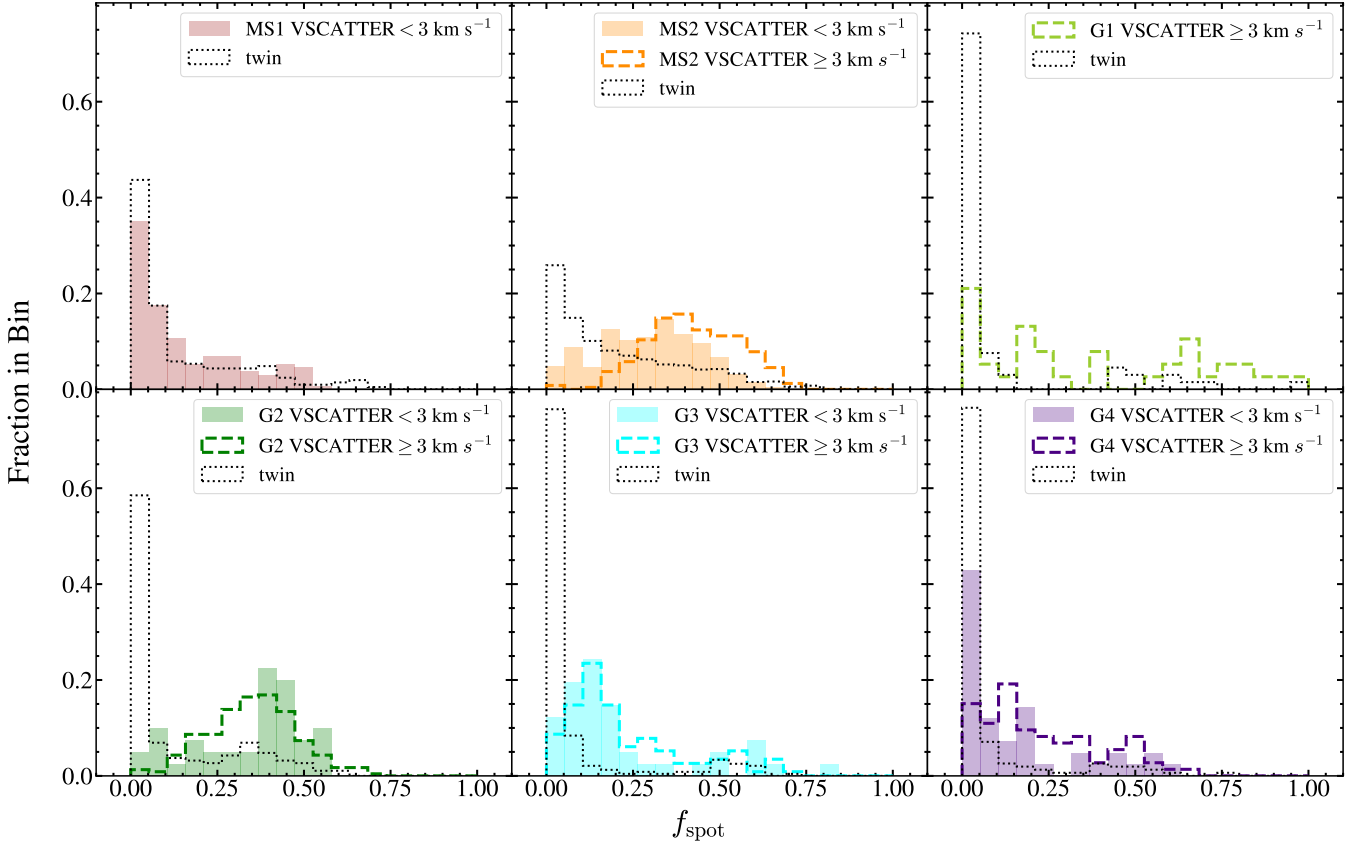 MS1 VSCATTER < 3 km s⁻¹
twin
MS2 VSCATTER < 3 km s⁻¹
MS2 VSCATTER ≥ 3 km s⁻¹
twin
G1 VSCATTER ≥ 3 km s⁻¹
twin
0.6
0.4
0.2
0.0
Fraction in Bin
G2 VSCATTER < 3 km s⁻¹
G2 VSCATTER ≥ 3 km s⁻¹
twin
G3 VSCATTER < 3 km s⁻¹
G3 VSCATTER ≥ 3 km s⁻¹
twin
G4 VSCATTER < 3 km s⁻¹
G4 VSCATTER ≥ 3 km s⁻¹
twin
0.6
0.4
0.2
0.0
0.00 0.25 0.50 0.75 1.00
0.00 0.25 0.50 0.75 1.00
0.00 0.25 0.50 0.75 1.00
f_spot